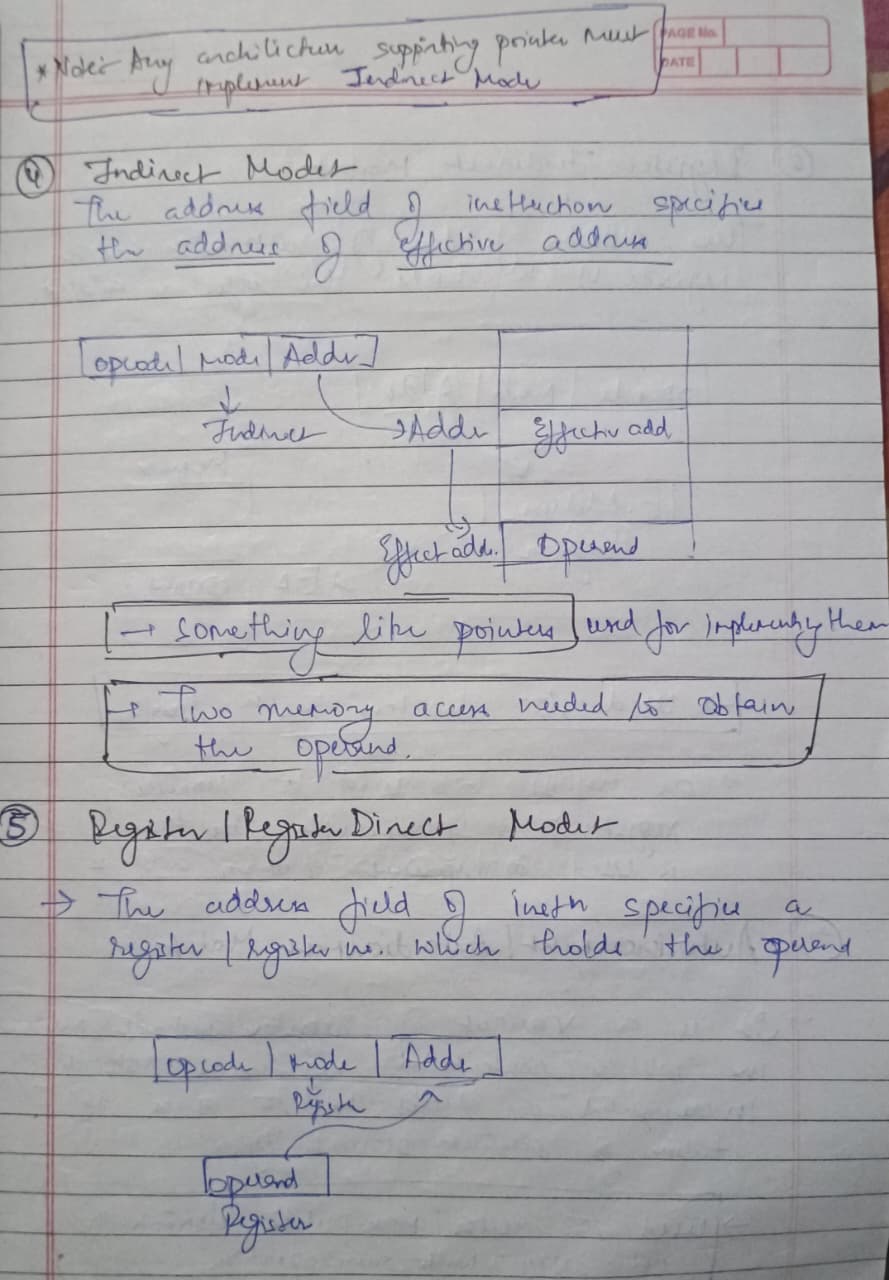 * Note:- Any architecture supporting pointer must
PAGE No.
DATE
implement Indirect Mode
4 Indirect Mode:-
The address field of instruction specifies
the address of Effective address
Opcode | Mode | Addr
Indirect
Addr
Effective add
Effect add.
Operand
→ something like pointers used for implementing them
→ Two memory access needed to obtain
the operand.
5 Register / Register Direct Mode:-
→ The address field of instn specifies a
register / register no. which holds the operand
Opcode | Mode | Addr
Register
operand
Register